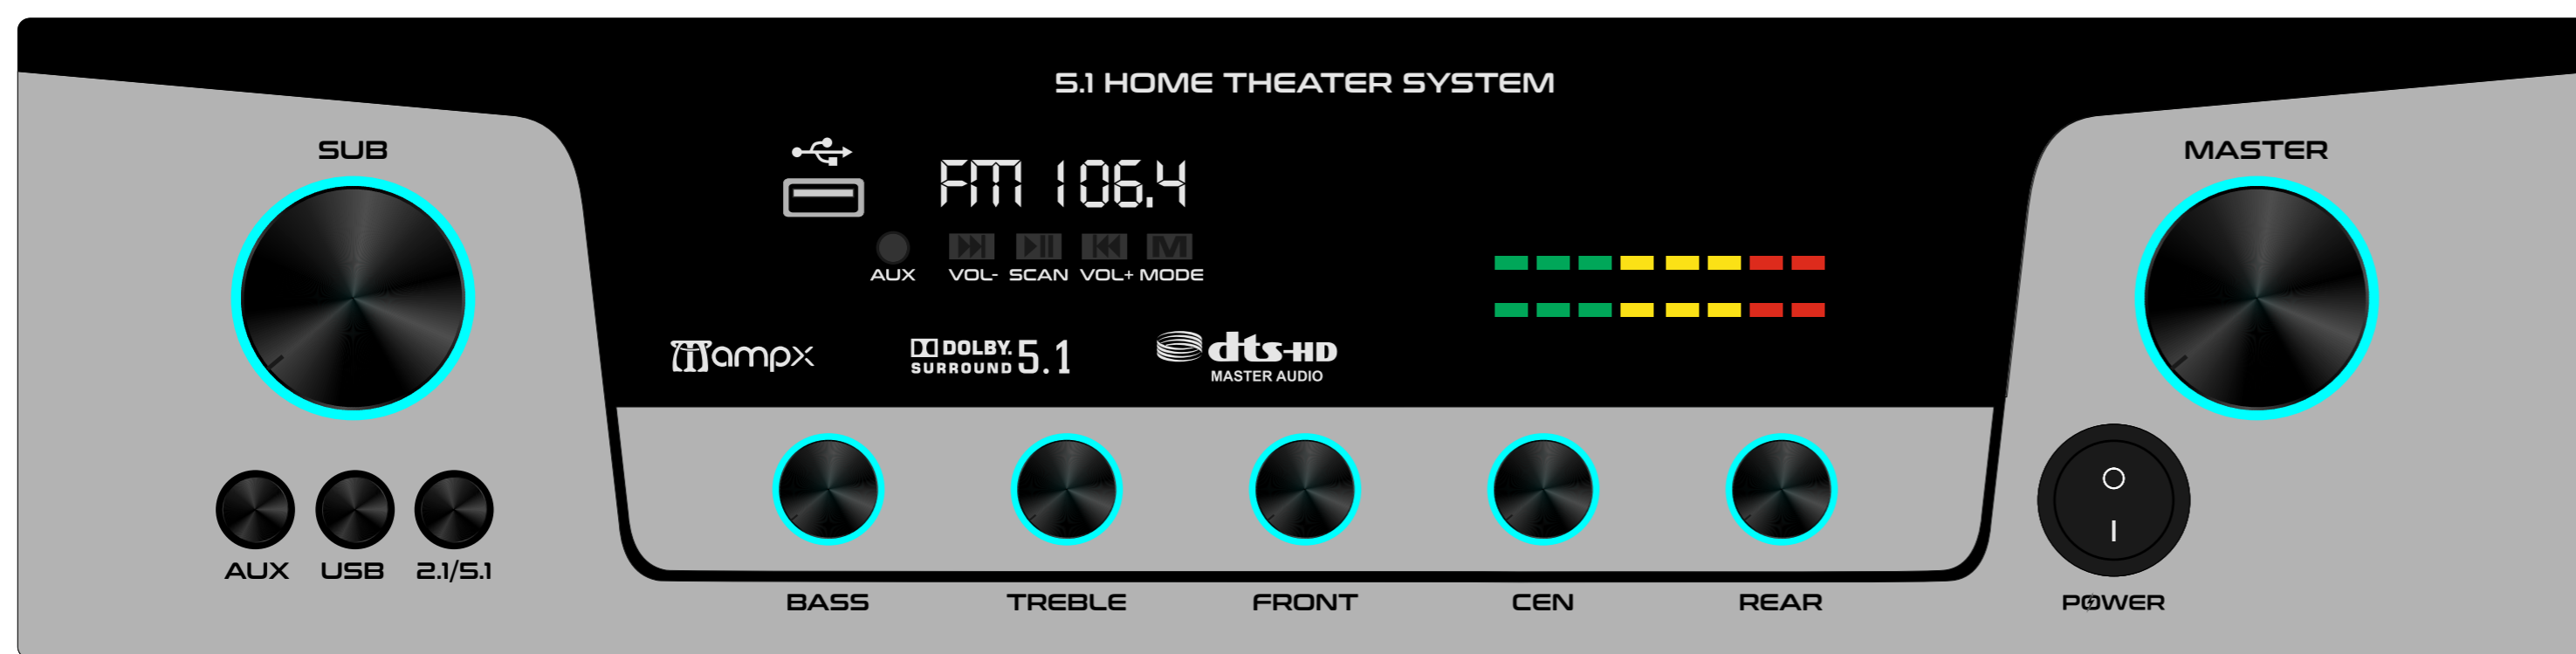 5.1 HOME THEATER SYSTEM
SUB
MASTER
FM 106.4
M
AUX VOL- SCAN VOL+ MODE
ampx
DOLBY.
SURROUND 5.1
dts-HD
MASTER AUDIO
AUX USB 2.1/5.1
BASS TREBLE FRONT CEN REAR
POWER